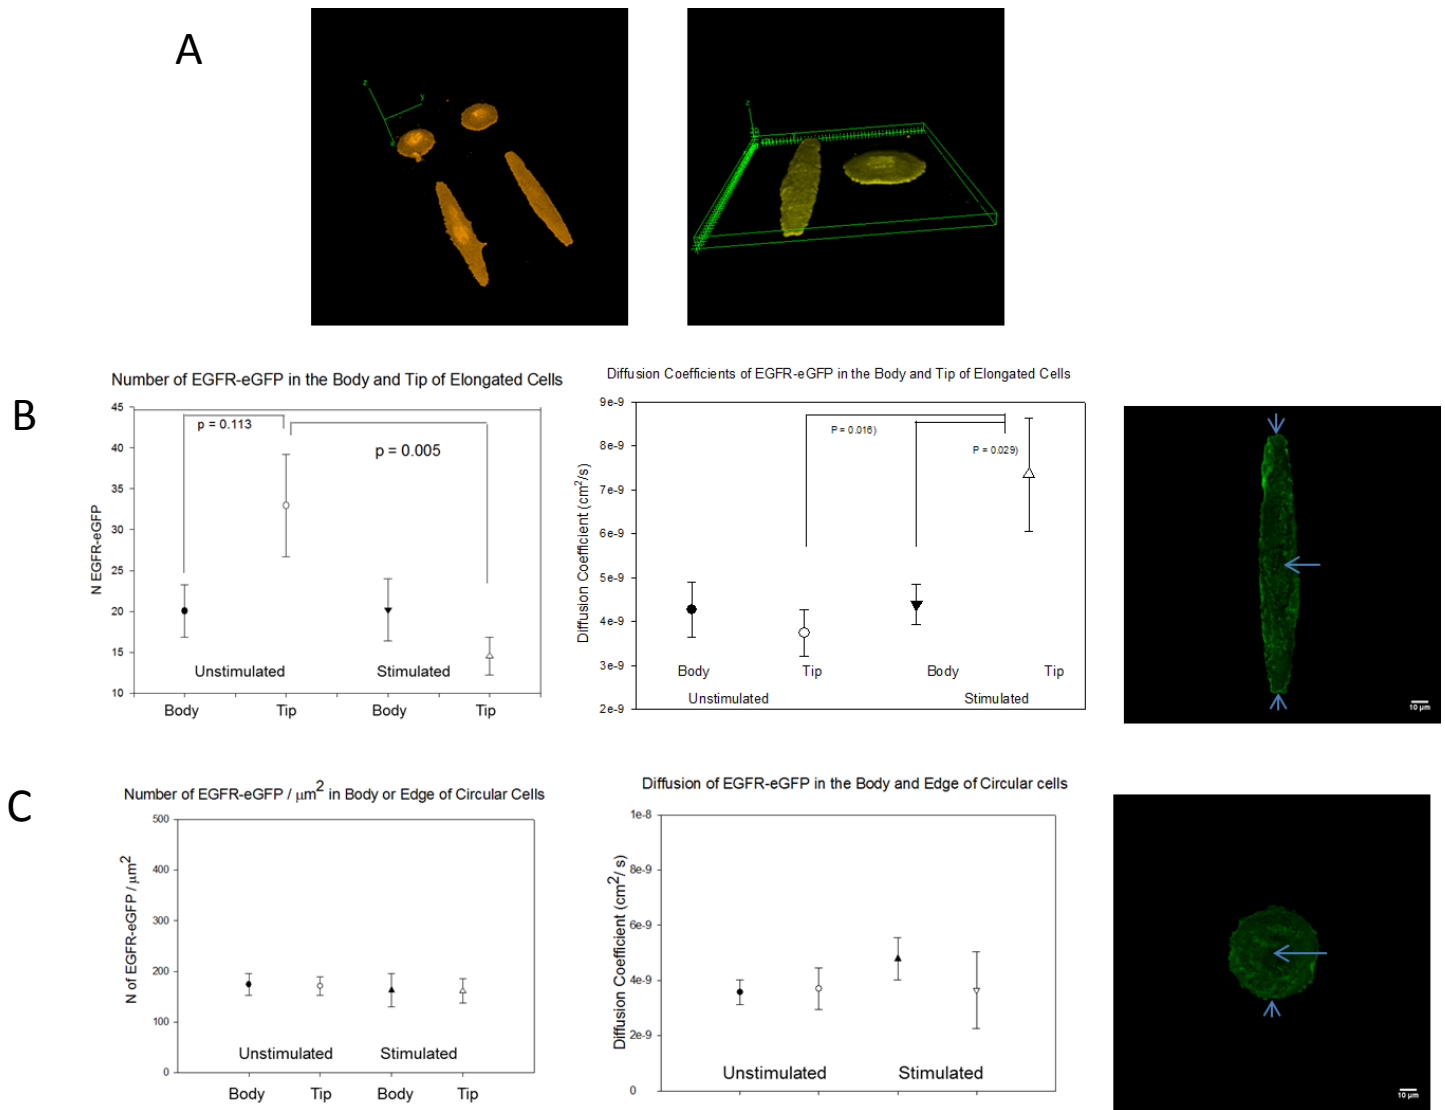 A
z
y
z
B
Number of EGFR-eGFP in the Body and Tip of Elongated Cells
N EGFR-eGFP
45
40
35
30
25
20
15
10
p = 0.113
p = 0.005
Unstimulated
Stimulated
Body
Tip
Body
Tip
Diffusion Coefficients of EGFR-eGFP in the Body and Tip of Elongated Cells
Diffusion Coefficient (cm²/s)
9e-9
8e-9
7e-9
6e-9
5e-9
4e-9
3e-9
2e-9
P = 0.016)
P = 0.029)
Body
Tip
Body
Tip
Unstimulated
Stimulated
10 µm
C
Number of EGFR-eGFP / µm² in Body or Edge of Circular Cells
N of EGFR-eGFP / µm²
500
400
300
200
100
0
Unstimulated
Stimulated
Body
Tip
Body
Tip
Diffusion of EGFR-eGFP in the Body and Edge of Circular cells
Diffusion Coefficient (cm²/ s)
1e-8
8e-9
6e-9
4e-9
2e-9
0
Unstimulated
Stimulated
10 µm